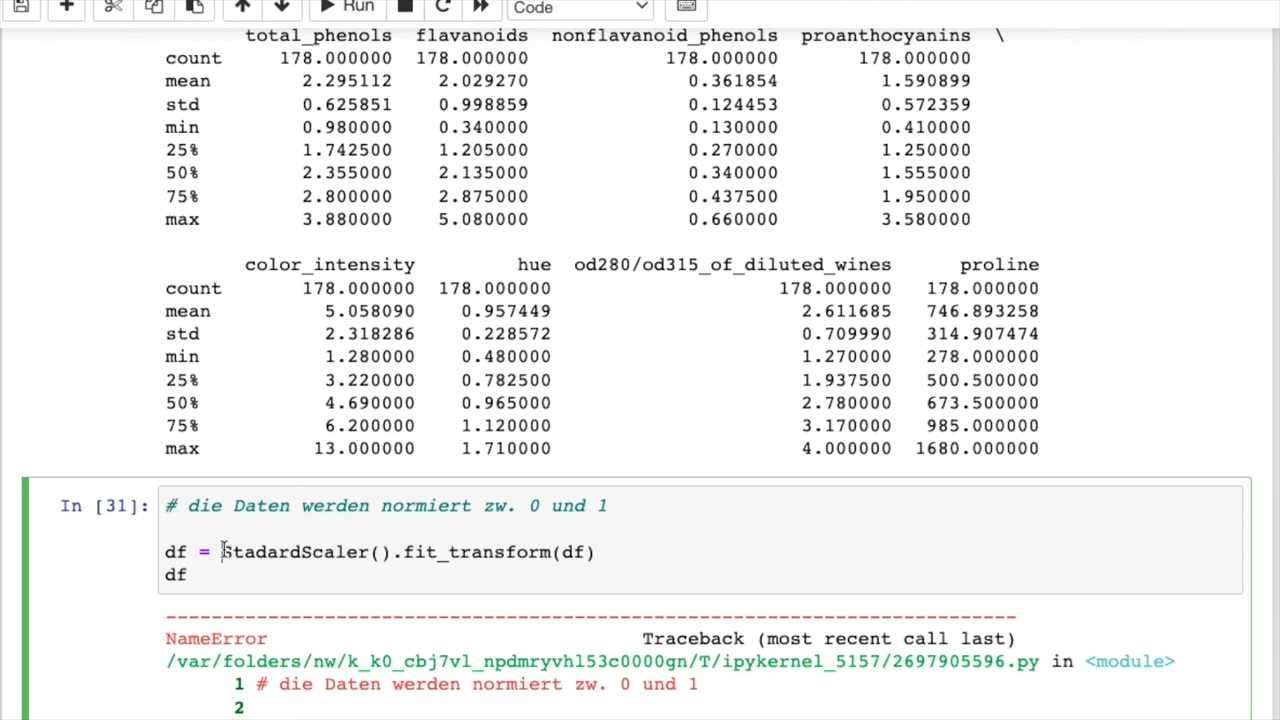 Run
Code
total_phenols flavanoids nonflavanoid_phenols proanthocyanins \
count 178.000000 178.000000 178.000000 178.000000
mean 2.295112 2.029270 0.361854 1.590899
std 0.625851 0.998859 0.124453 0.572359
min 0.980000 0.340000 0.130000 0.410000
25% 1.742500 1.205000 0.270000 1.250000
50% 2.355000 2.135000 0.340000 1.555000
75% 2.800000 2.875000 0.437500 1.950000
max 3.880000 5.080000 0.660000 3.580000
color_intensity hue od280/od315_of_diluted_wines proline
count 178.000000 178.000000 178.000000 178.000000
mean 5.058090 0.957449 2.611685 746.893258
std 2.318286 0.228572 0.709990 314.907474
min 1.280000 0.480000 1.270000 278.000000
25% 3.220000 0.782500 1.937500 500.500000
50% 4.690000 0.965000 2.780000 673.500000
75% 6.200000 1.120000 3.170000 985.000000
max 13.000000 1.710000 4.000000 1680.000000
In [31]: # die Daten werden normiert zw. 0 und 1
df = StadardScaler().fit_transform(df)
df
---------------------------------------------------------------------------
NameError Traceback (most recent call last)
/var/folders/nw/k_k0_cbj7vl_npdmryvhl53c0000gn/T/ipykernel_5157/2697905596.py in <module>
1 # die Daten werden normiert zw. 0 und 1
2